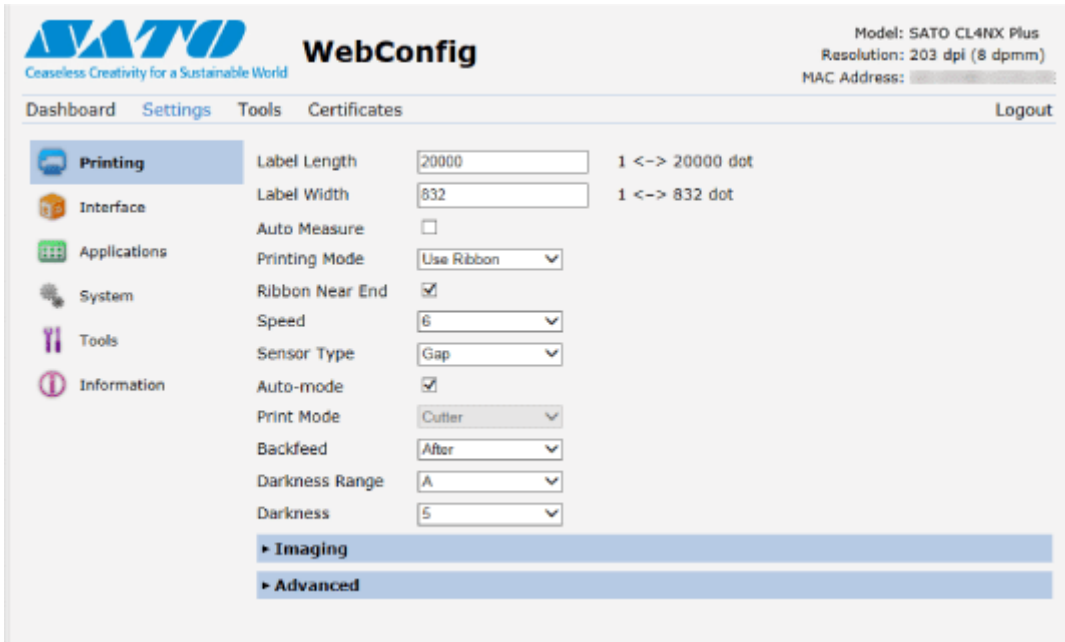 SATO
Ceaseless Creativity for a Sustainable World
WebConfig
Model: SATO CL4NX Plus
Resolution: 203 dpi (8 dpmm)
MAC Address:
Dashboard Settings Tools Certificates Logout
Printing
Interface
Applications
System
Tools
Information
Label Length 20000 1 <-> 20000 dot
Label Width 832 1 <-> 832 dot
Auto Measure
Printing Mode Use Ribbon
Ribbon Near End
Speed 6
Sensor Type Gap
Auto-mode
Print Mode Cutter
Backfeed After
Darkness Range A
Darkness 5
Imaging
Advanced